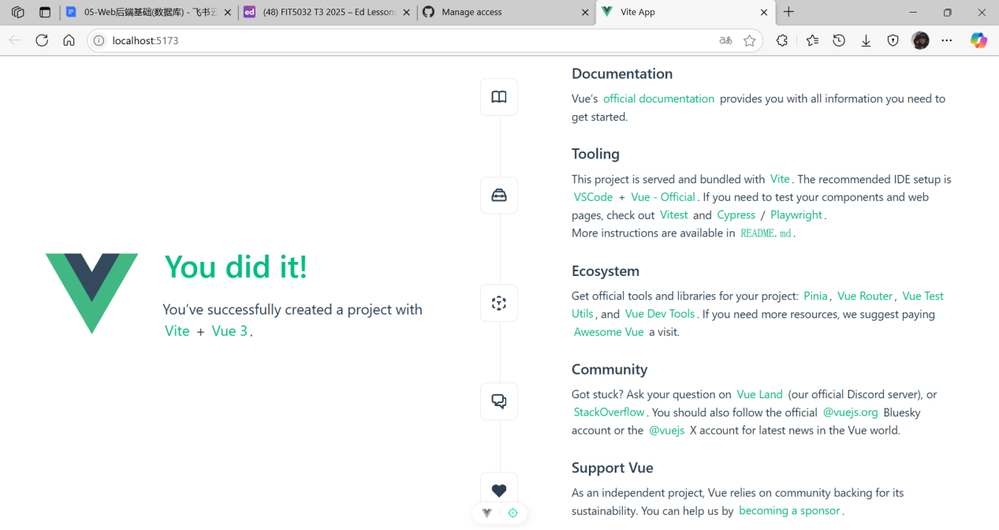 05-Web后端基础(数据库) - 飞书云
(48) FIT5032 T3 2025 – Ed Lessons
Manage access
Vite App
localhost:5173
You did it!
You’ve successfully created a project with
Vite + Vue 3.
Documentation
Vue’s official documentation provides you with all information you need to
get started.
Tooling
This project is served and bundled with Vite. The recommended IDE setup is
VSCode + Vue - Official. If you need to test your components and web
pages, check out Vitest and Cypress / Playwright.
More instructions are available in README.md.
Ecosystem
Get official tools and libraries for your project: Pinia, Vue Router, Vue Test
Utils, and Vue Dev Tools. If you need more resources, we suggest paying
Awesome Vue a visit.
Community
Got stuck? Ask your question on Vue Land (our official Discord server), or
StackOverflow. You should also follow the official @vuejs.org Bluesky
account or the @vuejs X account for latest news in the Vue world.
Support Vue
As an independent project, Vue relies on community backing for its
sustainability. You can help us by becoming a sponsor.